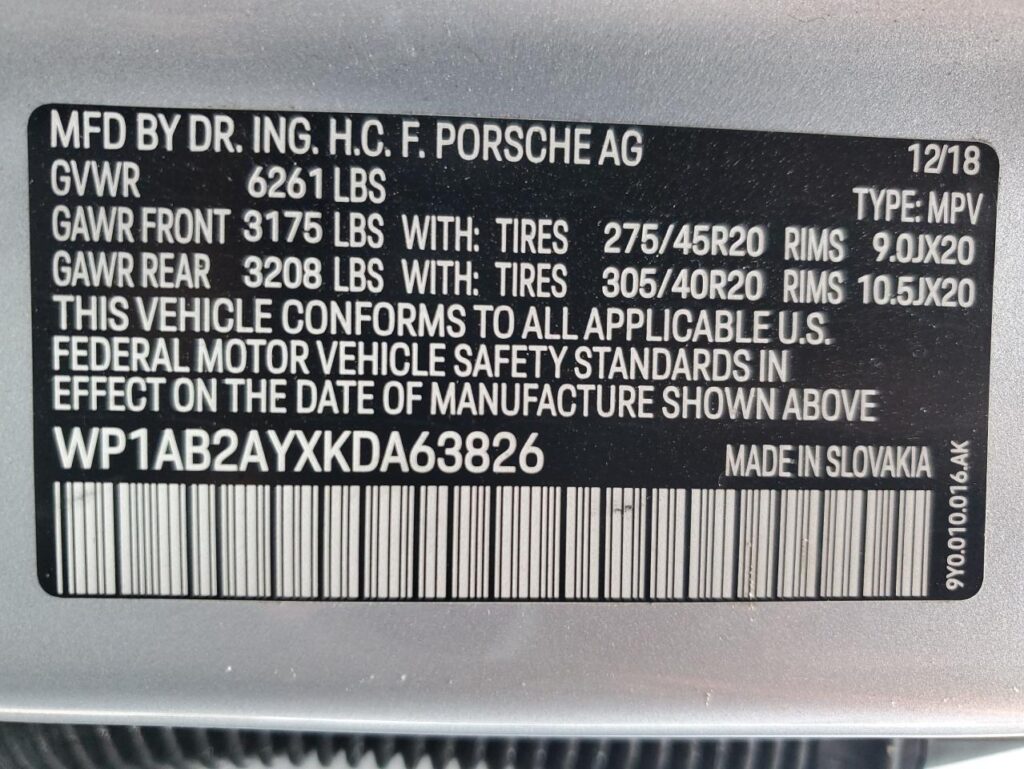 MFD BY DR. ING. H.C. F. PORSCHE AG 12/18
GVWR 6261 LBS TYPE: MPV
GAWR FRONT 3175 LBS WITH: TIRES 275/45R20 RIMS 9.0JX20
GAWR REAR 3208 LBS WITH: TIRES 305/40R20 RIMS 10.5JX20
THIS VEHICLE CONFORMS TO ALL APPLICABLE U.S.
FEDERAL MOTOR VEHICLE SAFETY STANDARDS IN
EFFECT ON THE DATE OF MANUFACTURE SHOWN ABOVE
WP1AB2AYXKDA63826 MADE IN SLOVAKIA
9Y0.010.016.AK